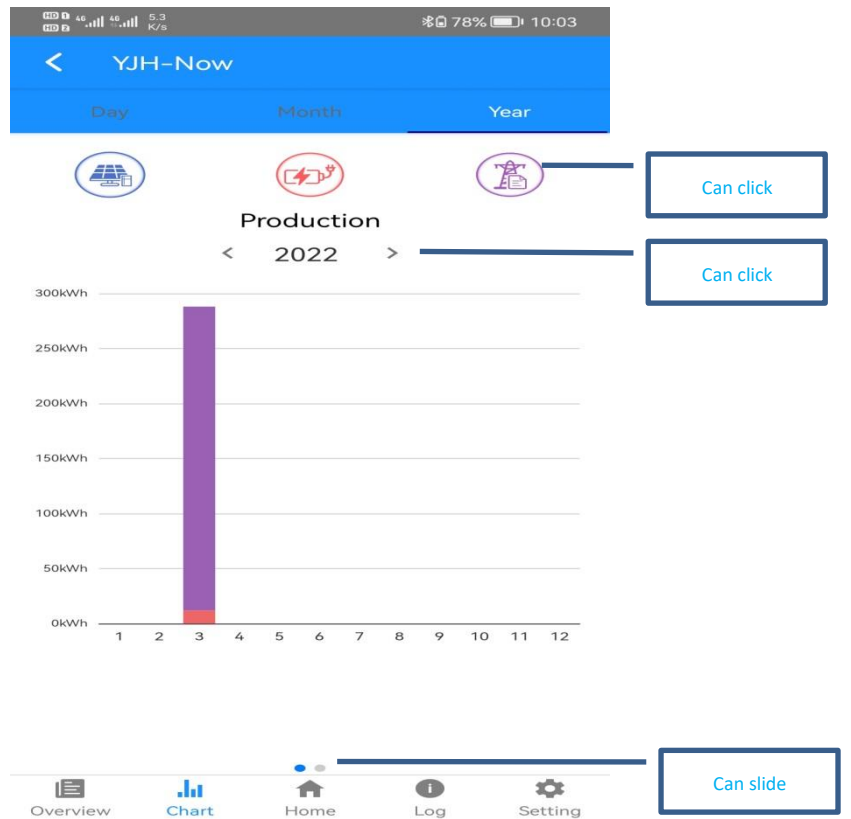 HD 1 46 46 5.3
HD 2 K/s
78% 10:03
< YJH-Now
Day Month Year
Can click
Production
< 2022 >
Can click
300kWh
250kWh
200kWh
150kWh
100kWh
50kWh
0kWh
1 2 3 4 5 6 7 8 9 10 11 12
Can slide
Overview Chart Home Log Setting